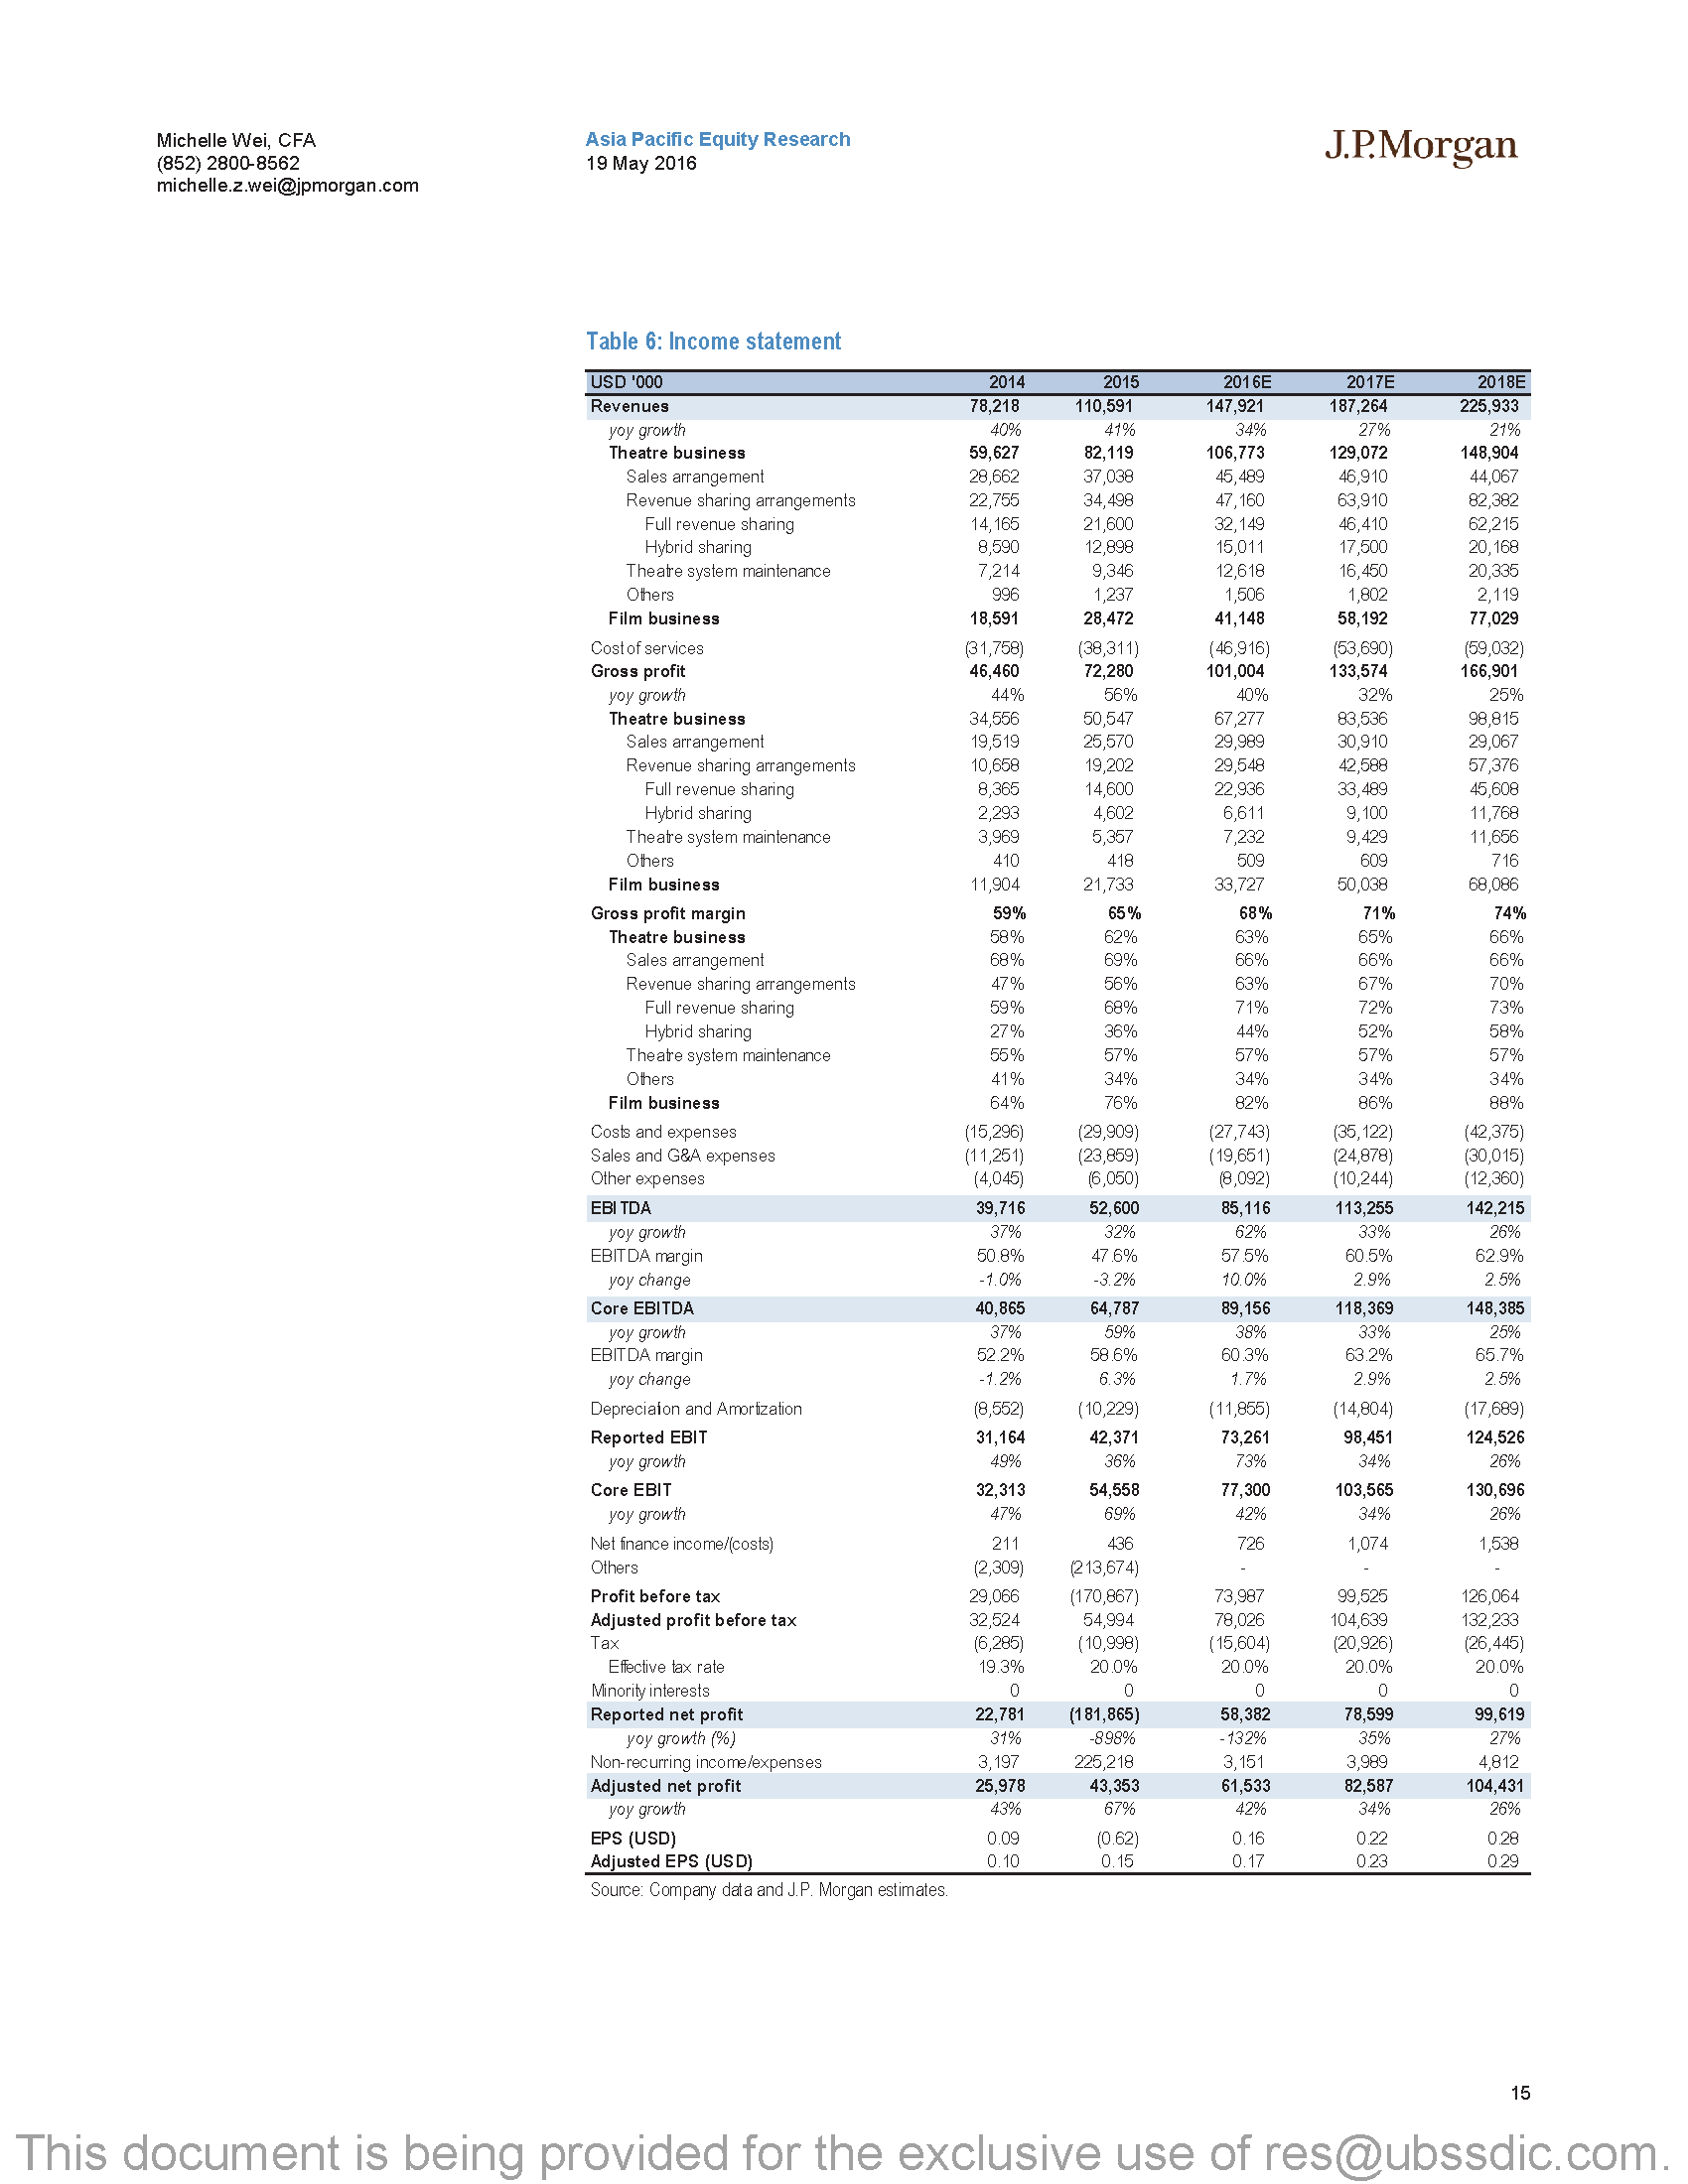 Michelle Wei, CFA
(852) 2800-8562
michelle.z.wei@jpmorgan.com
Asia Pacific Equity Research
19 May 2016
J.P.Morgan
Table 6: Income statement
USD '000 2014 2015 2016E 2017E 2018E
Revenues 78,218 110,591 147,921 187,264 225,933
yoy growth 40% 41% 34% 27% 21%
Theatre business 59,627 82,119 106,773 129,072 148,904
Sales arrangement 28,662 37,038 45,489 46,910 44,067
Revenue sharing arrangements 22,755 34,498 47,160 63,910 82,382
Full revenue sharing 14,165 21,600 32,149 46,410 62,215
Hybrid sharing 8,590 12,898 15,011 17,500 20,168
Theatre system maintenance 7,214 9,346 12,618 16,450 20,335
Others 996 1,237 1,506 1,802 2,119
Film business 18,591 28,472 41,148 58,192 77,029
Cost of services (31,758) (38,311) (46,916) (53,690) (59,032)
Gross profit 46,460 72,280 101,004 133,574 166,901
yoy growth 44% 56% 40% 32% 25%
Theatre business 34,556 50,547 67,277 83,536 98,815
Sales arrangement 19,519 25,570 29,989 30,910 29,067
Revenue sharing arrangements 10,658 19,202 29,548 42,588 57,376
Full revenue sharing 8,365 14,600 22,936 33,489 45,608
Hybrid sharing 2,293 4,602 6,611 9,100 11,768
Theatre system maintenance 3,969 5,357 7,232 9,429 11,656
Others 410 418 509 609 716
Film business 11,904 21,733 33,727 50,038 68,086
Gross profit margin 59% 65% 68% 71% 74%
Theatre business 58% 62% 63% 65% 66%
Sales arrangement 68% 69% 66% 66% 66%
Revenue sharing arrangements 47% 56% 63% 67% 70%
Full revenue sharing 59% 68% 71% 72% 73%
Hybrid sharing 27% 36% 44% 52% 58%
Theatre system maintenance 55% 57% 57% 57% 57%
Others 41% 34% 34% 34% 34%
Film business 64% 76% 82% 86% 88%
Costs and expenses (15,296) (29,909) (27,743) (35,122) (42,375)
Sales and G&A expenses (11,251) (23,859) (19,651) (24,878) (30,015)
Other expenses (4,045) (6,050) (8,092) (10,244) (12,360)
EBITDA 39,716 52,600 85,116 113,255 142,215
yoy growth 37% 32% 62% 33% 26%
EBITDA margin 50.8% 47.6% 57.5% 60.5% 62.9%
yoy change -1.0% -3.2% 10.0% 2.9% 2.5%
Core EBITDA 40,865 64,787 89,156 118,369 148,385
yoy growth 37% 59% 38% 33% 25%
EBITDA margin 52.2% 58.6% 60.3% 63.2% 65.7%
yoy change -1.2% 6.3% 1.7% 2.9% 2.5%
Depreciation and Amortization (8,552) (10,229) (11,855) (14,804) (17,689)
Reported EBIT 31,164 42,371 73,261 98,451 124,526
yoy growth 49% 36% 73% 34% 26%
Core EBIT 32,313 54,558 77,300 103,565 130,696
yoy growth 47% 69% 42% 34% 26%
Net finance income/(costs) 211 436 726 1,074 1,538
Others (2,309) (213,674) - - -
Profit before tax 29,066 (170,867) 73,987 99,525 126,064
Adjusted profit before tax 32,524 54,994 78,026 104,639 132,233
Tax (6,285) (10,998) (15,604) (20,926) (26,445)
Effective tax rate 19.3% 20.0% 20.0% 20.0% 20.0%
Minority interests 0 0 0 0 0
Reported net profit 22,781 (181,865) 58,382 78,599 99,619
yoy growth (%) 31% -898% -132% 35% 27%
Non-recurring income/expenses 3,197 225,218 3,151 3,989 4,812
Adjusted net profit 25,978 43,353 61,533 82,587 104,431
yoy growth 43% 67% 42% 34% 26%
EPS (USD) 0.09 (0.62) 0.16 0.22 0.28
Adjusted EPS (USD) 0.10 0.15 0.17 0.23 0.29
Source: Company data and J.P. Morgan estimates.
15
This document is being provided for the exclusive use of res@ubssdic.com.